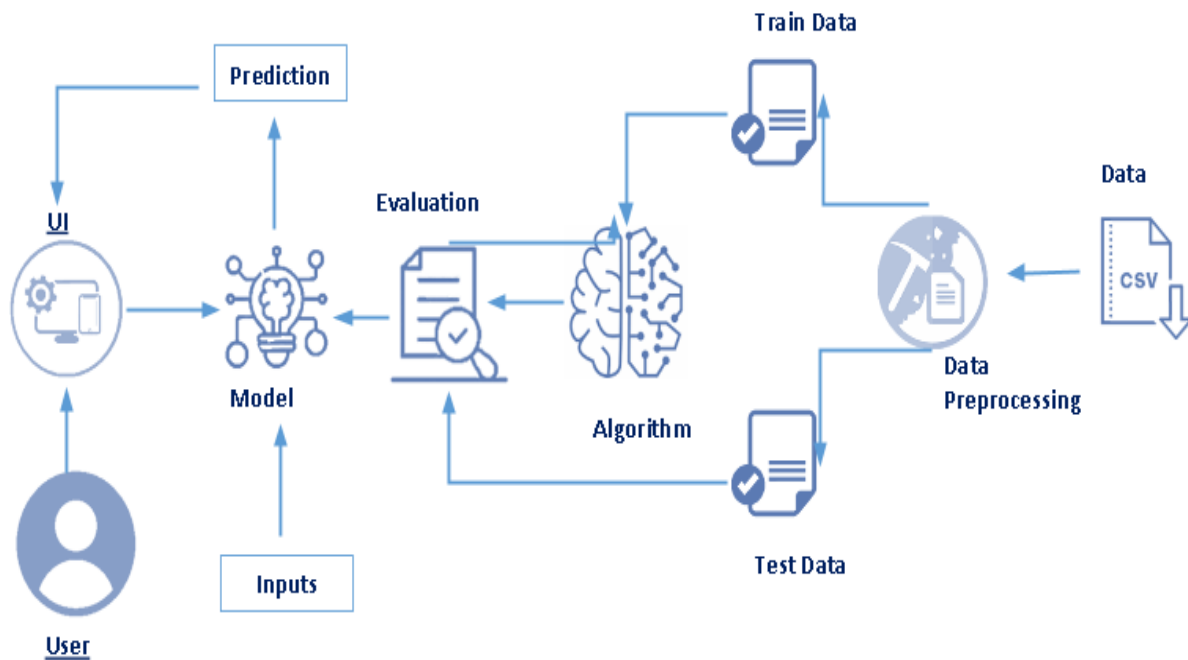 Train Data
Prediction
Data
Evaluation
UI
CSV
Data
Preprocessing
Model
Algorithm
Test Data
Inputs
User